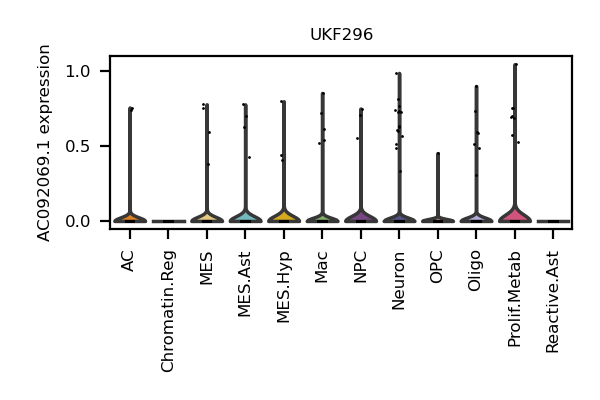 UKF296
AC092069.1 expression
1.0
0.5
0.0
AC
Chromatin.Reg
MES
MES.Ast
MES.Hyp
Mac
NPC
Neuron
OPC
Oligo
Prolif.Metab
Reactive.Ast